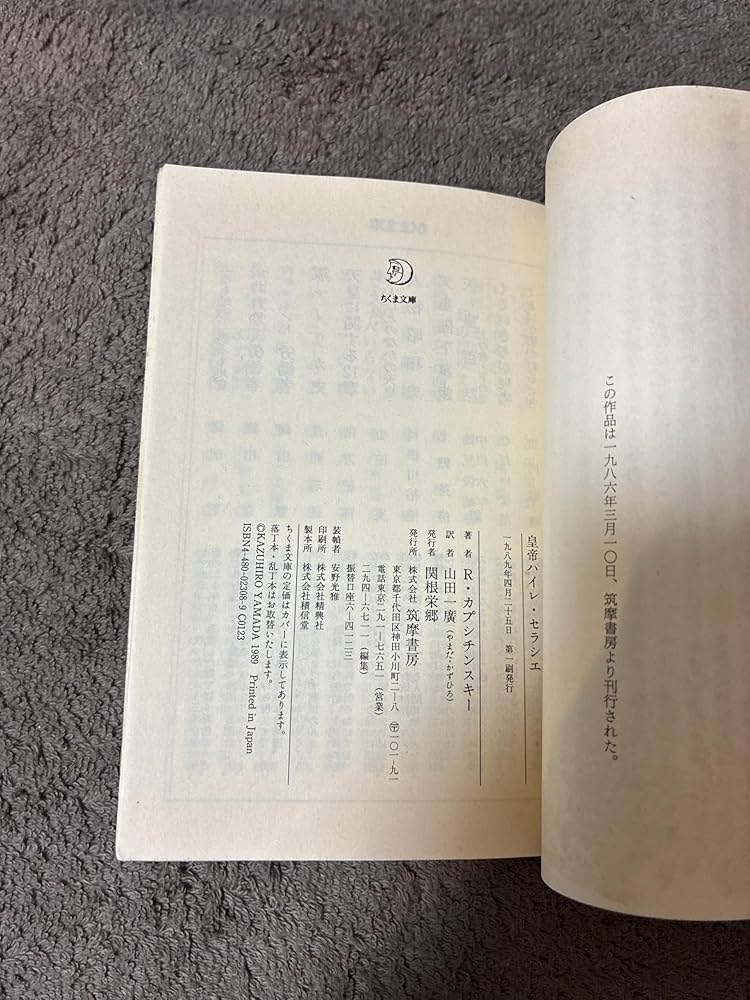 この作品は一九八六年三月一〇日、筑摩書房より刊行された。
ちくま文庫
皇帝ハイレ・セラシエ
一九八九年四月二十五日 第一刷発行
著者 R・カプシチンスキー
訳者 山田一廣(やまだ・かずひろ)
発行者 関根栄郷
発行所 株式会社 筑摩書房
東京都千代田区神田小川町二—八 〒一〇一—九一
電話東京二九一—七六五一(営業)
二九四—六七一一(編集)
振替口座六—四一二三
装幀者 安野光雅
印刷所 株式会社精興社
製本所 株式会社積信堂
ちくま文庫の定価はカバーに表示してあります。
落丁本・乱丁本はお取替いたします。
©KAZUHIRO YAMADA 1989 Printed in Japan
ISBN4-480-02308-9 C0123